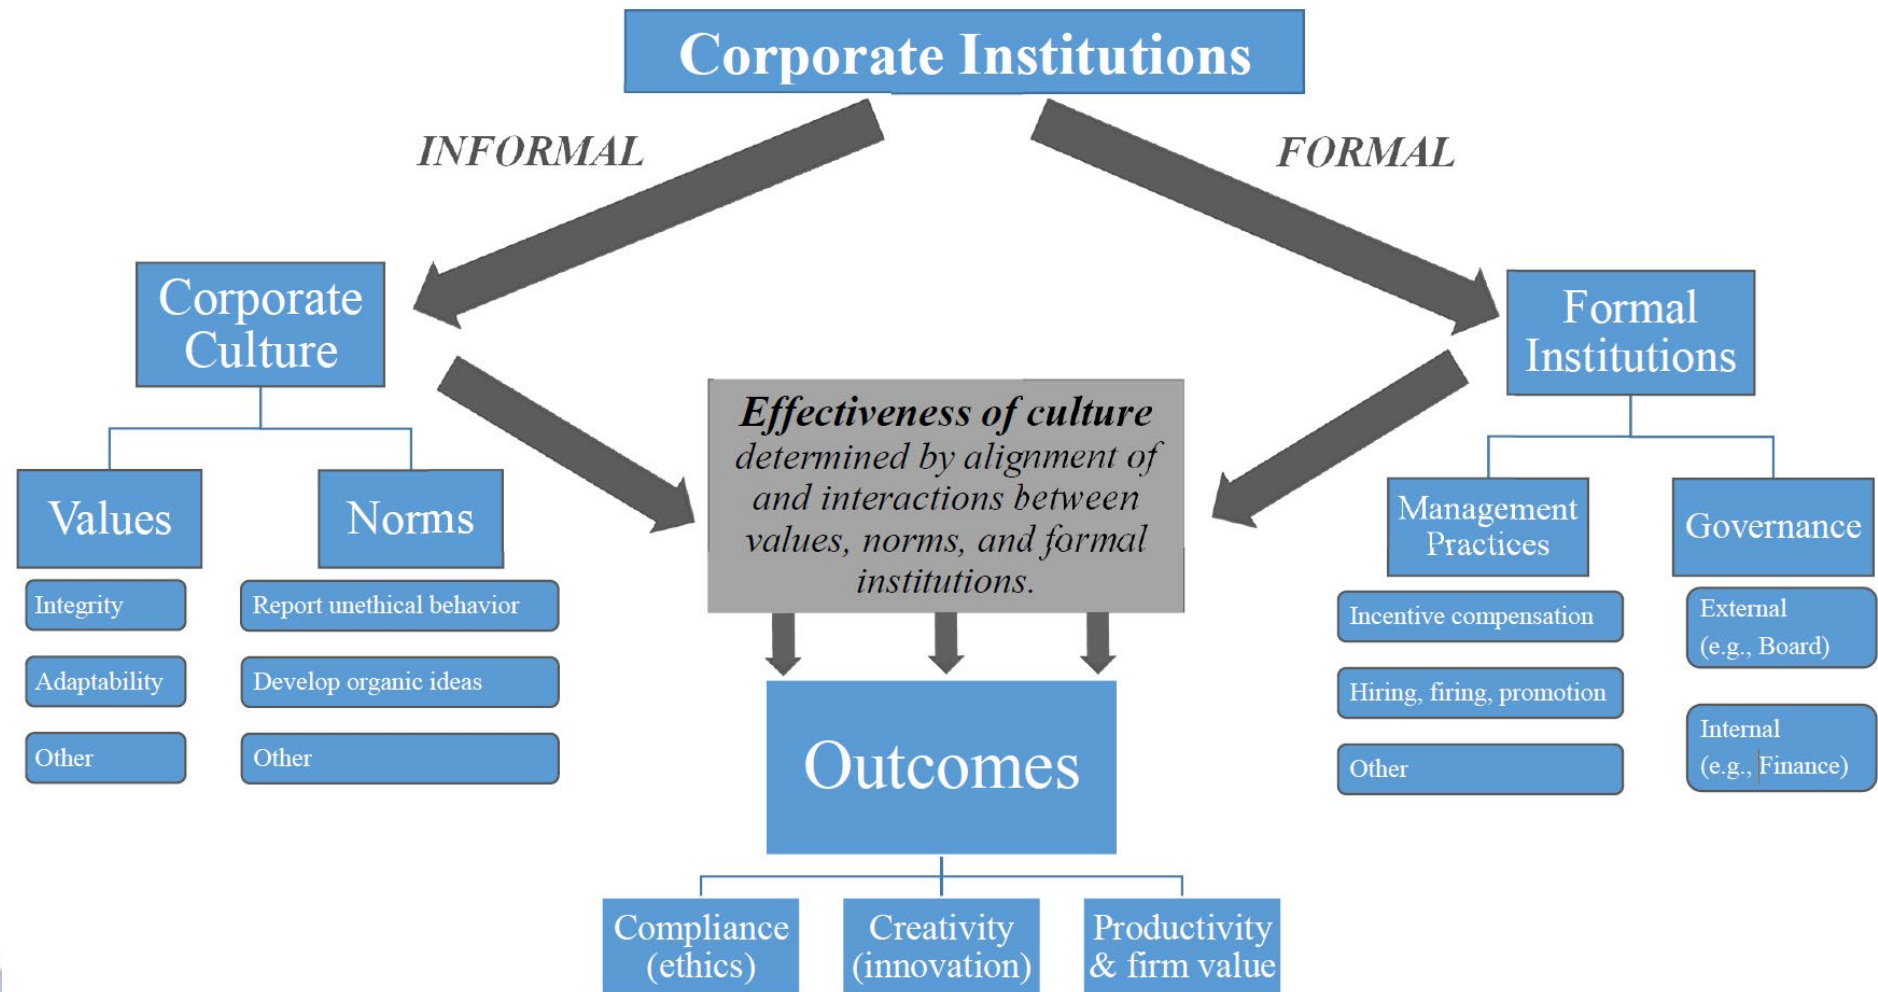 Corporate Institutions
INFORMAL
FORMAL
Corporate
Culture
Formal
Institutions
Effectiveness of culture
determined by alignment of
and interactions between
values, norms, and formal
institutions.
Values
Norms
Management
Practices
Governance
Integrity
Adaptability
Other
Report unethical behavior
Develop organic ideas
Other
Incentive compensation
Hiring, firing, promotion
Other
External
(e.g., Board)
Internal
(e.g., Finance)
Outcomes
Compliance
(ethics)
Creativity
(innovation)
Productivity
& firm value